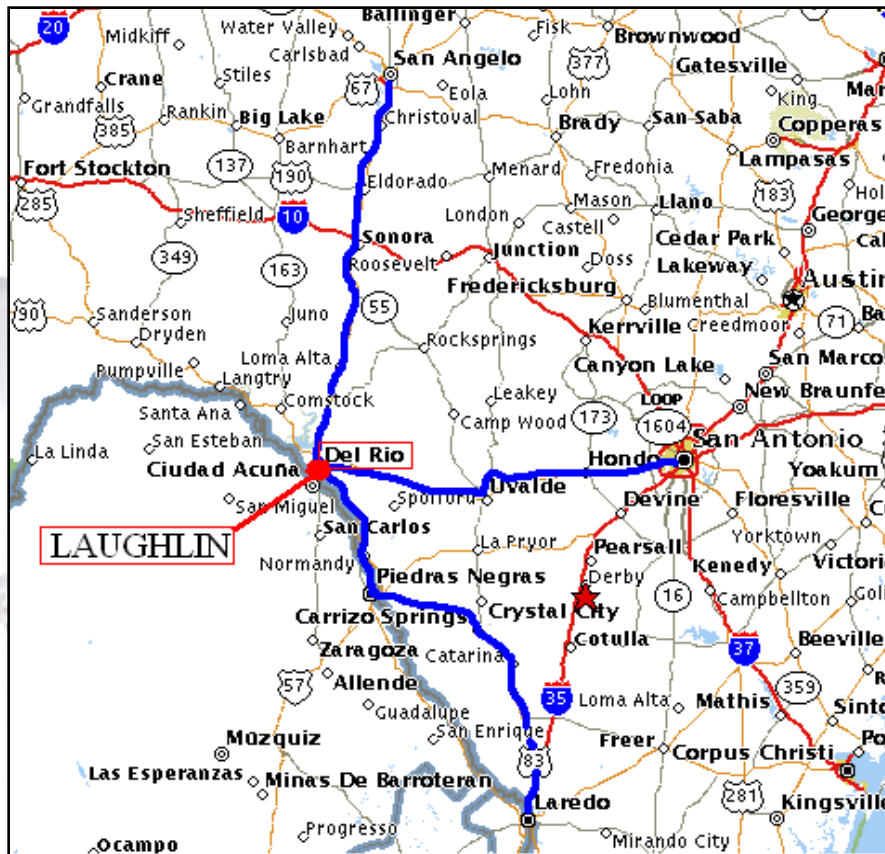 20
Midkiff
Water Valley
Ballinger
Fisk
Brownwood
Carlsbad
377
Gatesville
San Angelo
Crane
Stiles
67
Eola
Lohn
King
Mar
Grandfalls
Rankin
Big Lake
Christoval
Brady
San Saba
Copperas
385
Barnhart
Lampasas
137
Fort Stockton
190
Eldorado
Menard
Fredonia
183
Hol
285
Sheffield
10
London
Mason
Llano
George
Castell
Sonora
Cedar Park
Cal
349
163
Roosevelt
Junction
Doss
Lakeway
Austin
90
Fredericksburg
Blumenthal
Sanderson
Juno
55
Kerrville
Creedmoor
71
Ba
Dryden
Rocksprings
Pumpville
Loma Alta
Canyon Lake
San Marco
Langtry
New Braunfe
Santa Ana
Comstock
Leakey
LOOP
Camp Wood
173
1604
San Esteban
Del Rio
San Antonio
S
La Linda
Ciudad Acuña
Hondo
Yoakum
San Miguel
Spofford
Uvalde
Devine
Floresville
C
LAUGHLIN
San Carlos
Yorktown
Normandy
La Pryor
Pearsall
Victori
Piedras Negras
Derby
Kenedy
Carrizo Springs
Crystal City
16
Campbellton
Goli
Zaragoza
Catarina
Cotulla
37
Beeville
57
Allende
35
Loma Alta
359
R
Guadalupe
Mathis
Sinto
San Enrique
Múzquiz
Freer
Corpus Christi
Po
Las Esperanzas
83
Minas De Barroteran
281
Kingsville
Laredo
Progresso
Mirando City
Ocampo